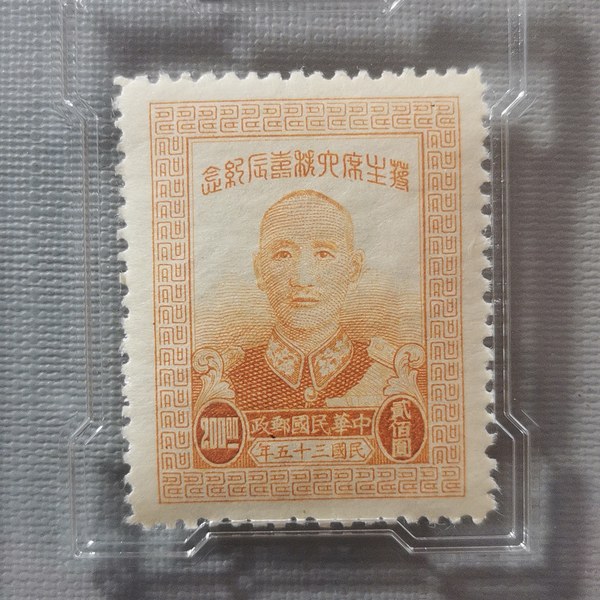 蔣主席六秩壽辰紀念
中華民國郵政
民國三十五年
200⁰⁰
貳佰圓